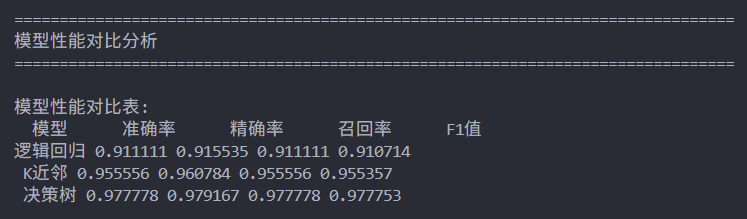 ================================================================================
模型性能对比分析
================================================================================
模型性能对比表:
模型 准确率 精确率 召回率 F1值
逻辑回归 0.911111 0.915535 0.911111 0.910714
K近邻 0.955556 0.960784 0.955556 0.955357
决策树 0.977778 0.979167 0.977778 0.977753